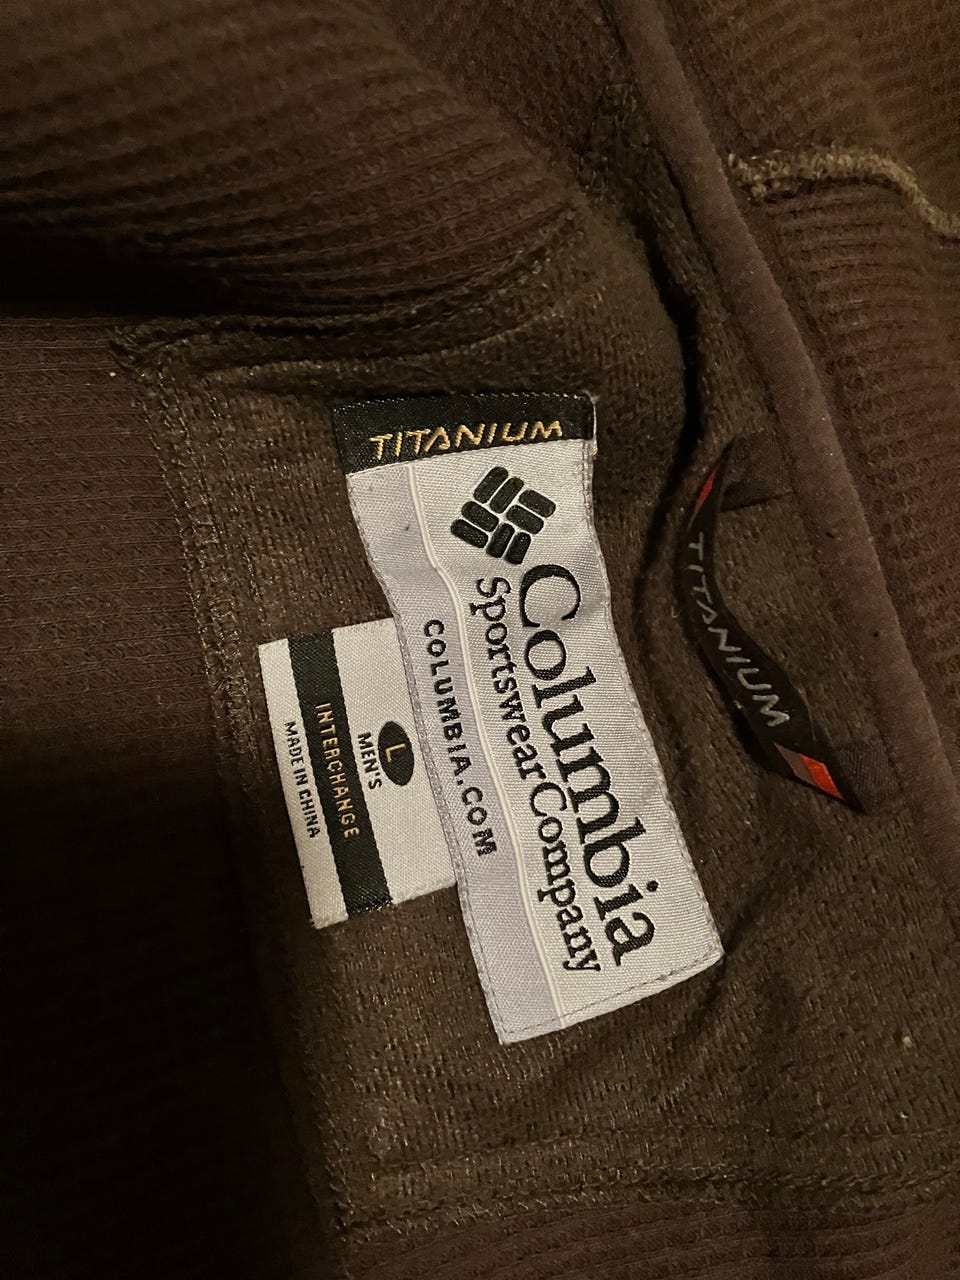 TITANIUM
Columbia
Sportswear Company
COLUMBIA.COM
L
MEN'S
INTERCHANGE
MADE IN CHINA
TITANIUM